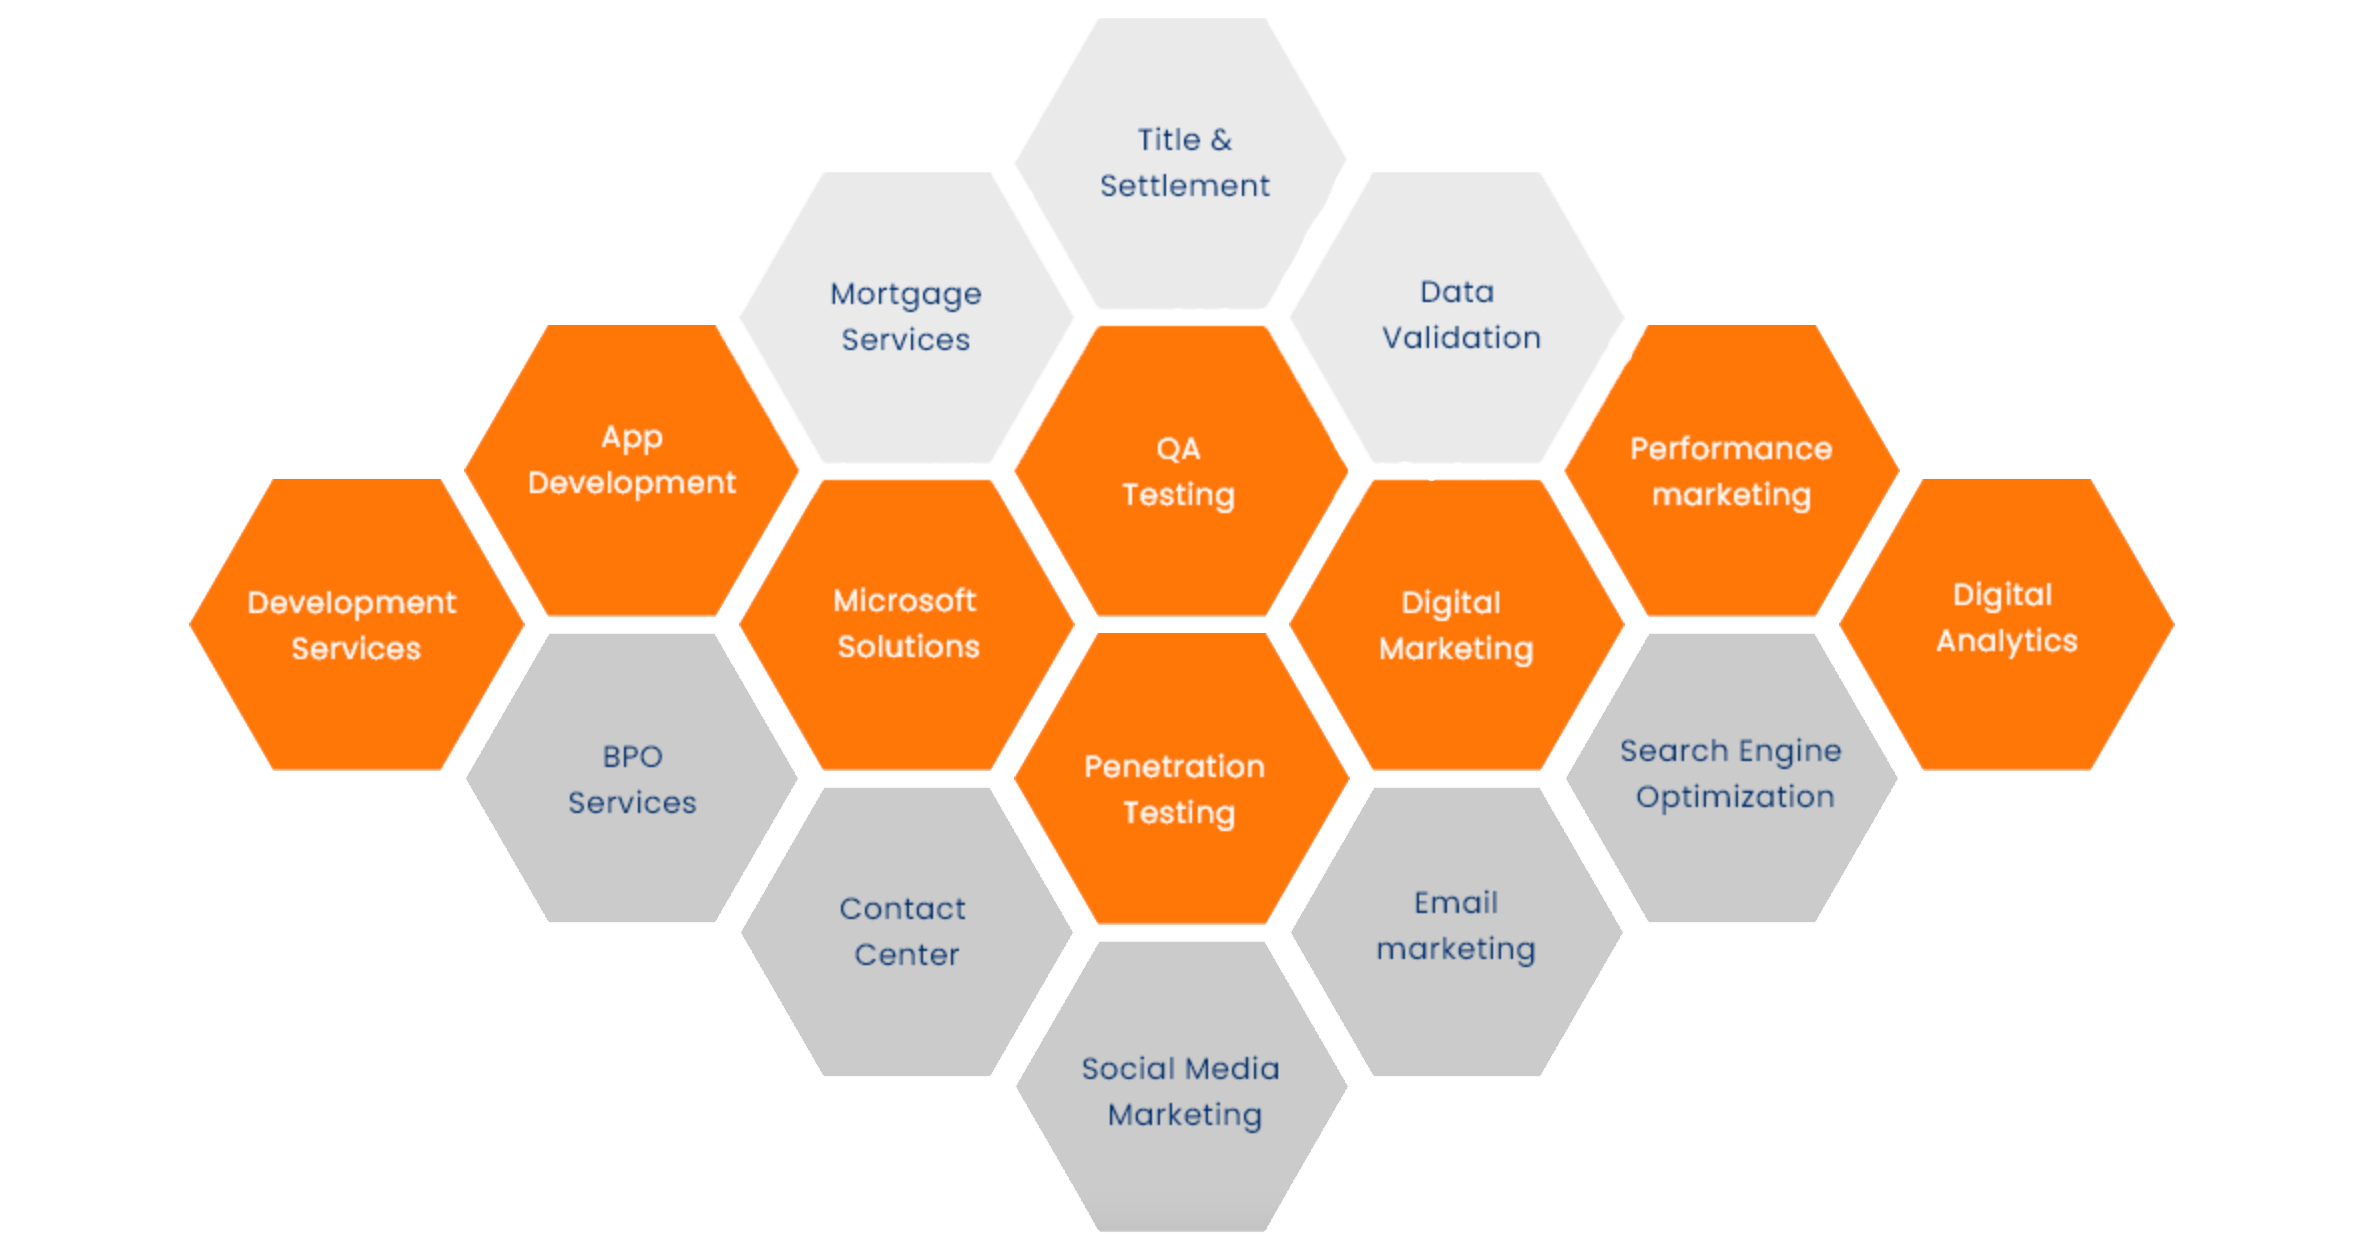 Title &
Settlement
Mortgage
Services
Data
Validation
App
Development
QA
Testing
Performance
marketing
Development
Services
Microsoft
Solutions
Digital
Marketing
Digital
Analytics
BPO
Services
Penetration
Testing
Search Engine
Optimization
Contact
Center
Email
marketing
Social Media
Marketing